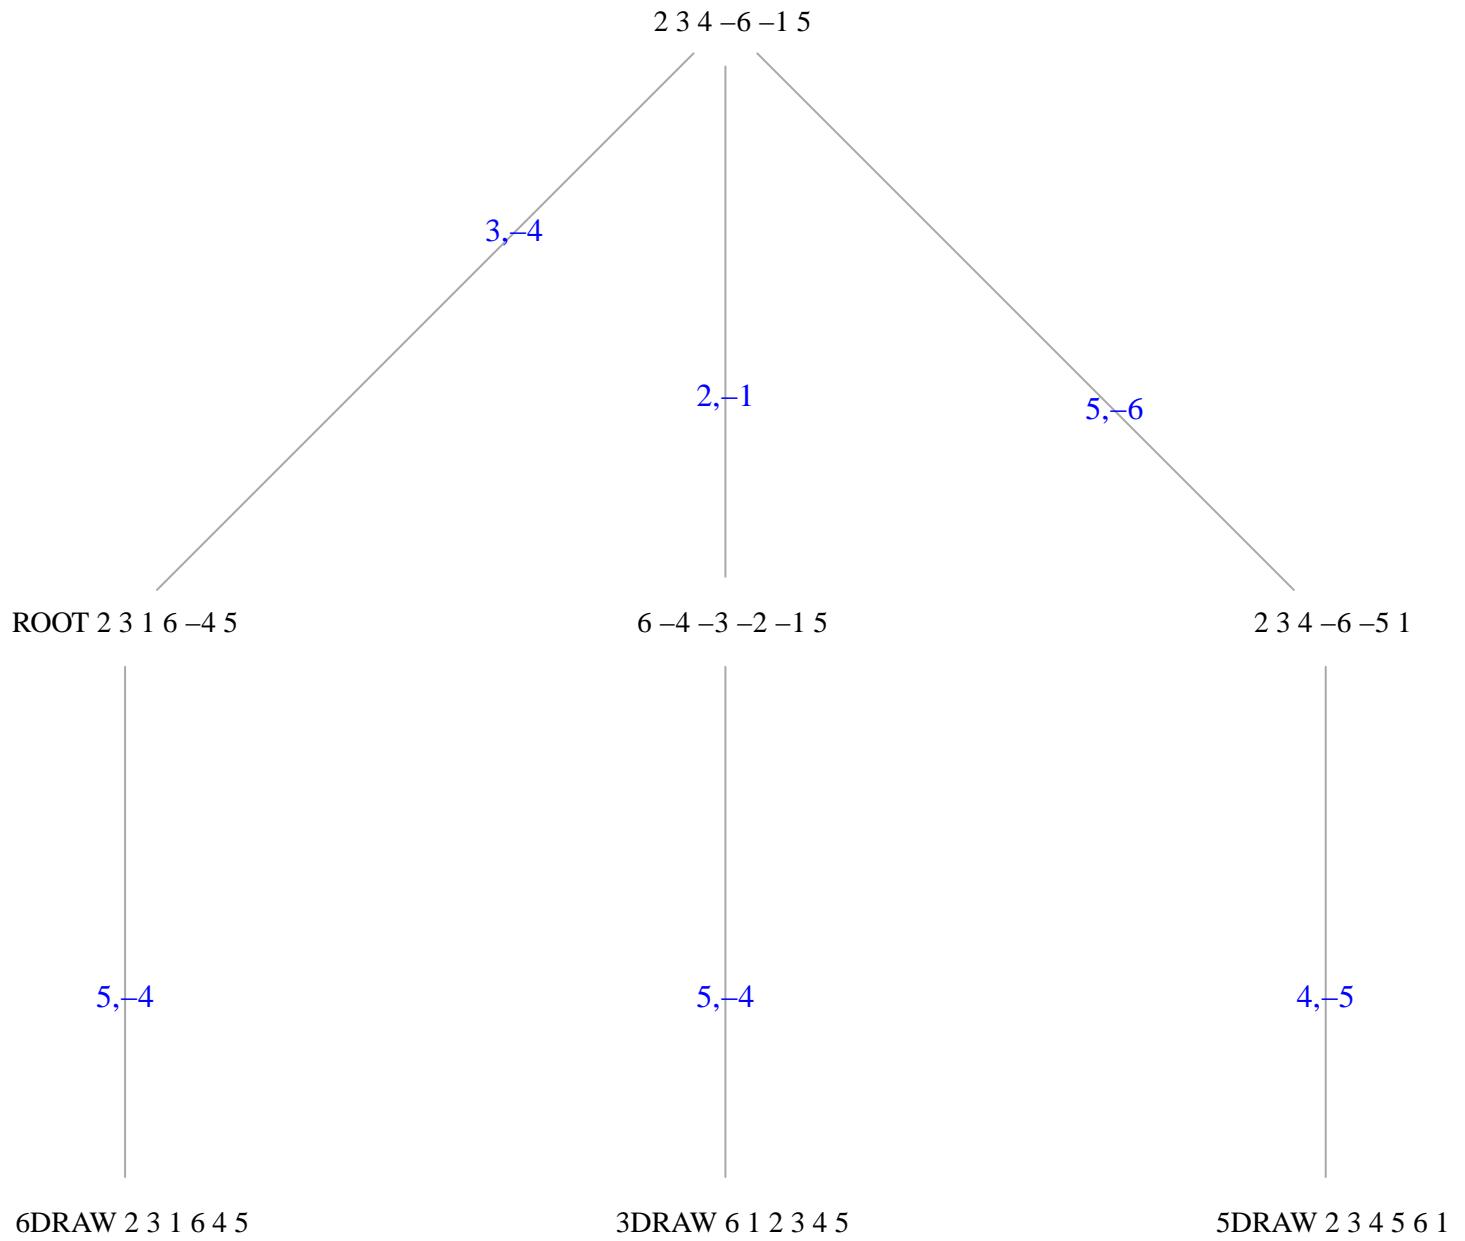 2 3 4 –6 –1 5
3,–4
2,–1
5,–6
ROOT 2 3 1 6 –4 5
6 –4 –3 –2 –1 5
2 3 4 –6 –5 1
5,–4
5,–4
4,–5
6DRAW 2 3 1 6 4 5
3DRAW 6 1 2 3 4 5
5DRAW 2 3 4 5 6 1